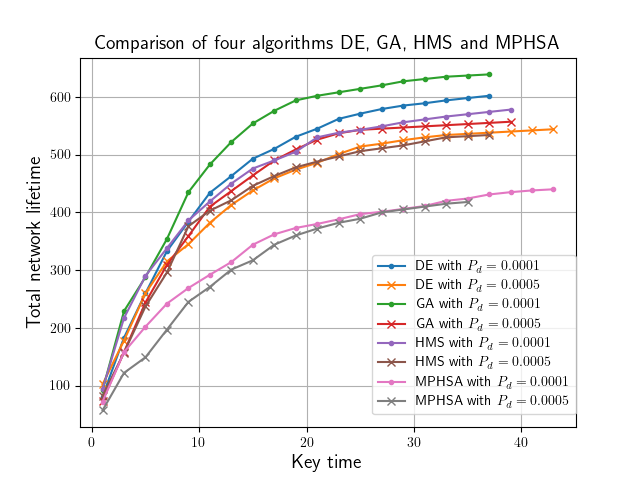 Comparison of four algorithms DE, GA, HMS and MPHSA
Total network lifetime
600
500
400
300
200
100
0
10
20
30
40
Key time
DE with $P_d = 0.0001$
DE with $P_d = 0.0005$
GA with $P_d = 0.0001$
GA with $P_d = 0.0005$
HMS with $P_d = 0.0001$
HMS with $P_d = 0.0005$
MPHSA with $P_d = 0.0001$
MPHSA with $P_d = 0.0005$